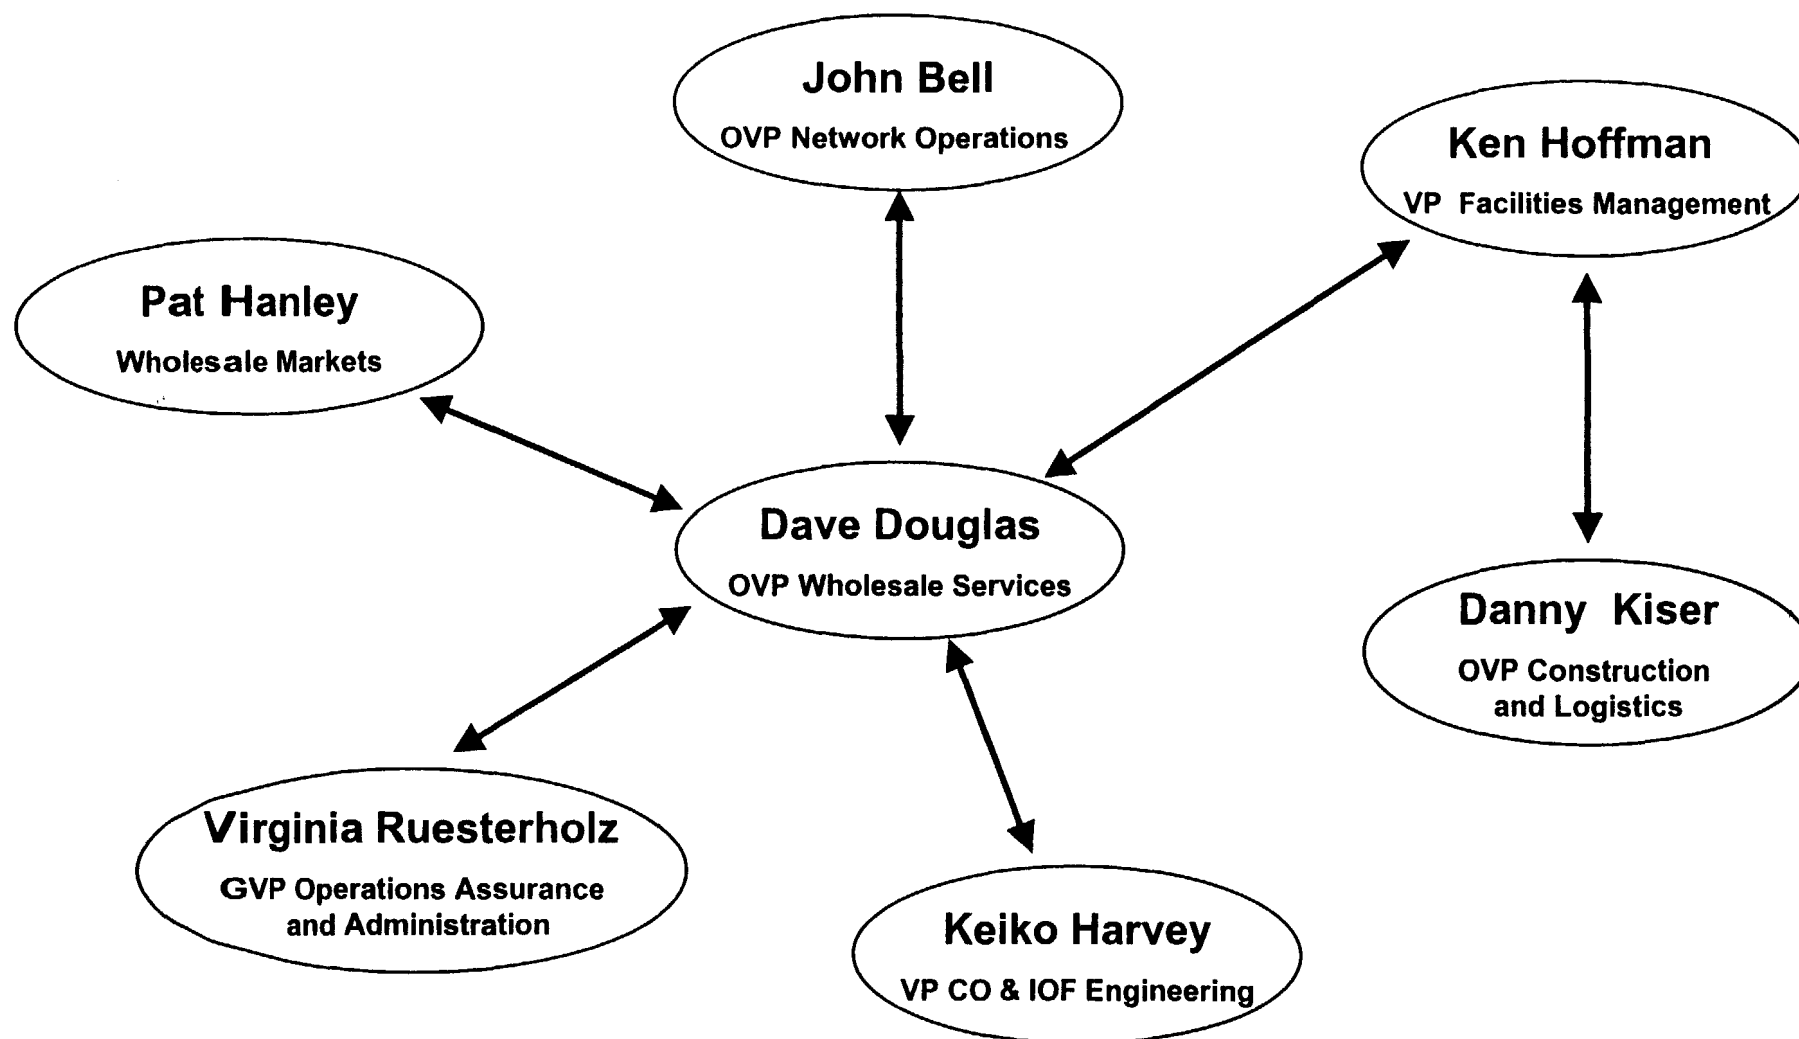 John Bell
OVP Network Operations
Ken Hoffman
VP Facilities Management
Pat Hanley
Wholesale Markets
Dave Douglas
OVP Wholesale Services
Danny Kiser
OVP Construction
and Logistics
Virginia Ruesterholz
GVP Operations Assurance
and Administration
Keiko Harvey
VP CO & IOF Engineering